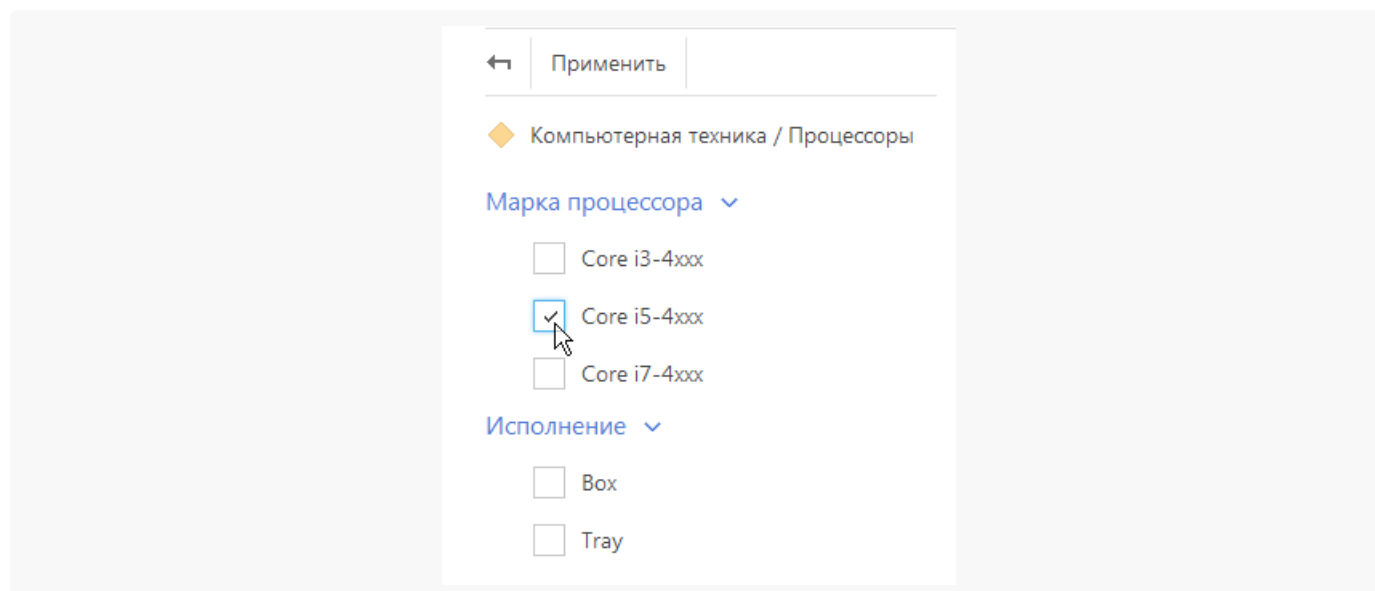 Применить
Компьютерная техника / Процессоры
Марка процессора
Core i3-4xxx
Core i5-4xxx
Core i7-4xxx
Исполнение
Box
Tray